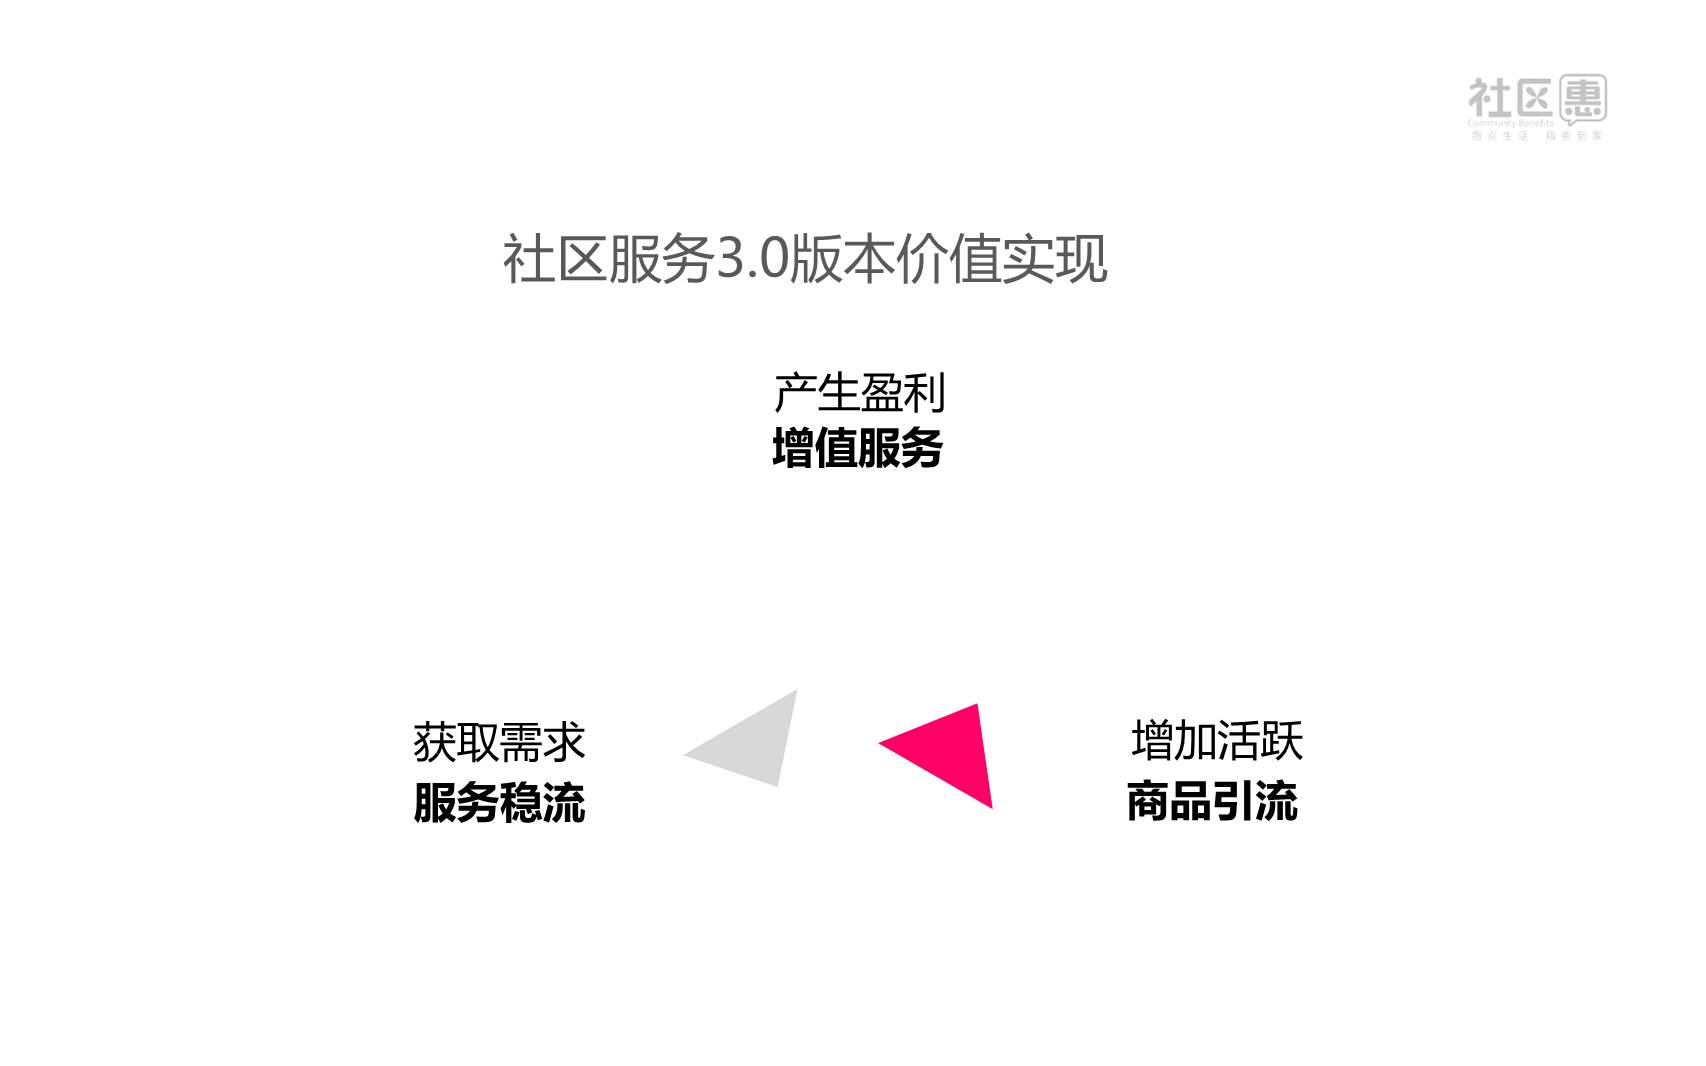 社区惠
Community Benefits
指点生活 服务到家
社区服务3.0版本价值实现
产生盈利
增值服务
获取需求
服务稳流
增加活跃
商品引流